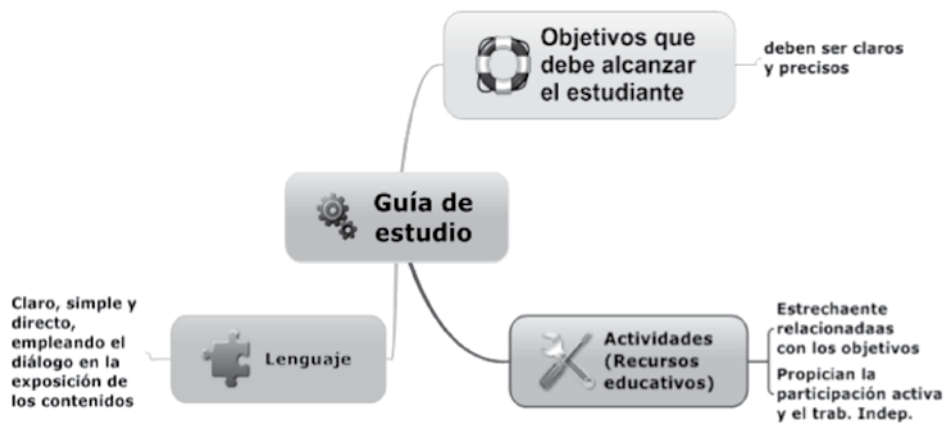 Objetivos que
debe alcanzar
el estudiante
deben ser claros
y precisos
Guía de
estudio
Claro, simple y
directo,
empleando el
diálogo en la
exposición de
los contenidos
Lenguaje
Actividades
(Recursos
educativos)
Estrechaente
relacionadaas
con los objetivos
Propician la
participación activa
y el trab. Indep.